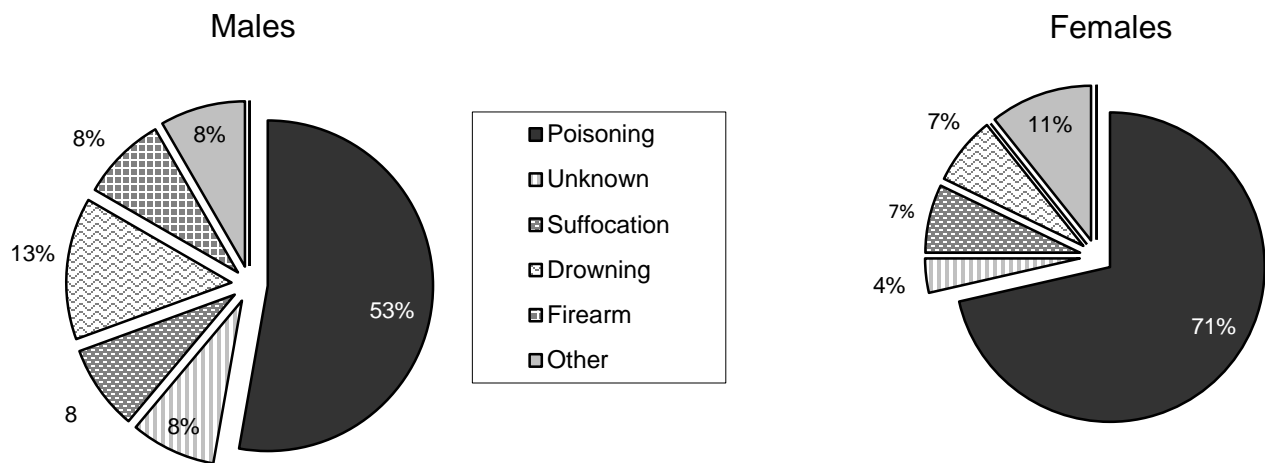 Males
Females
8%
8%
13%
53%
8
8%
Poisoning
Unknown
Suffocation
Drowning
Firearm
Other
7%
11%
7%
4%
71%